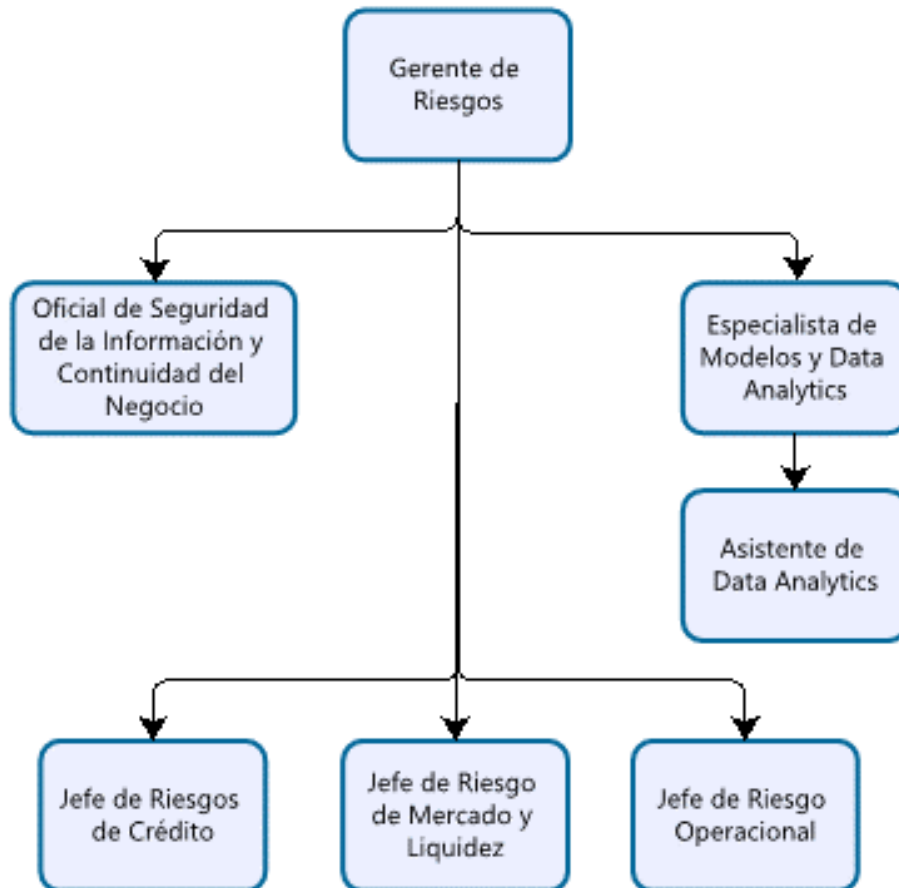 Gerente de
Riesgos
Oficial de Seguridad
de la Información y
Continuidad del
Negocio
Especialista de
Modelos y Data
Analytics
Asistente de
Data Analytics
Jefe de Riesgos
de Crédito
Jefe de Riesgo
de Mercado y
Liquidez
Jefe de Riesgo
Operacional